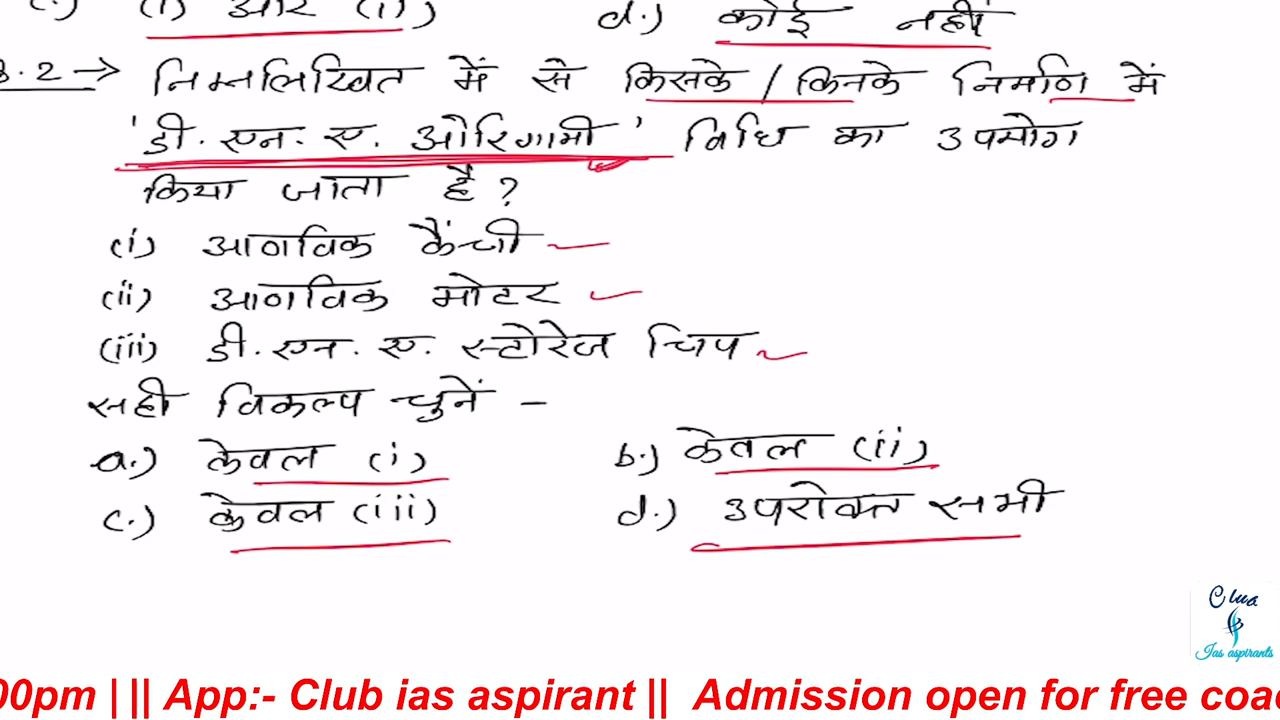 (i) और (ii)
d.) कोई नहीं
2 → निम्नलिखित में से किसके / किनके निर्माण में
'डी. एन. ए. ओरिगामी' विधि का उपयोग
किया जाता है ?
(i) आणविक कैंची
(ii) आणविक मोटर
(iii) डी. एन. ए. स्टोरेज चिप
सही विकल्प चुनें -
a.) केवल (i)
b.) केवल (ii)
c.) केवल (iii)
d.) उपरोक्त सभी
Club
Ias aspirants
00pm | || App:- Club ias aspirant || Admission open for free coa